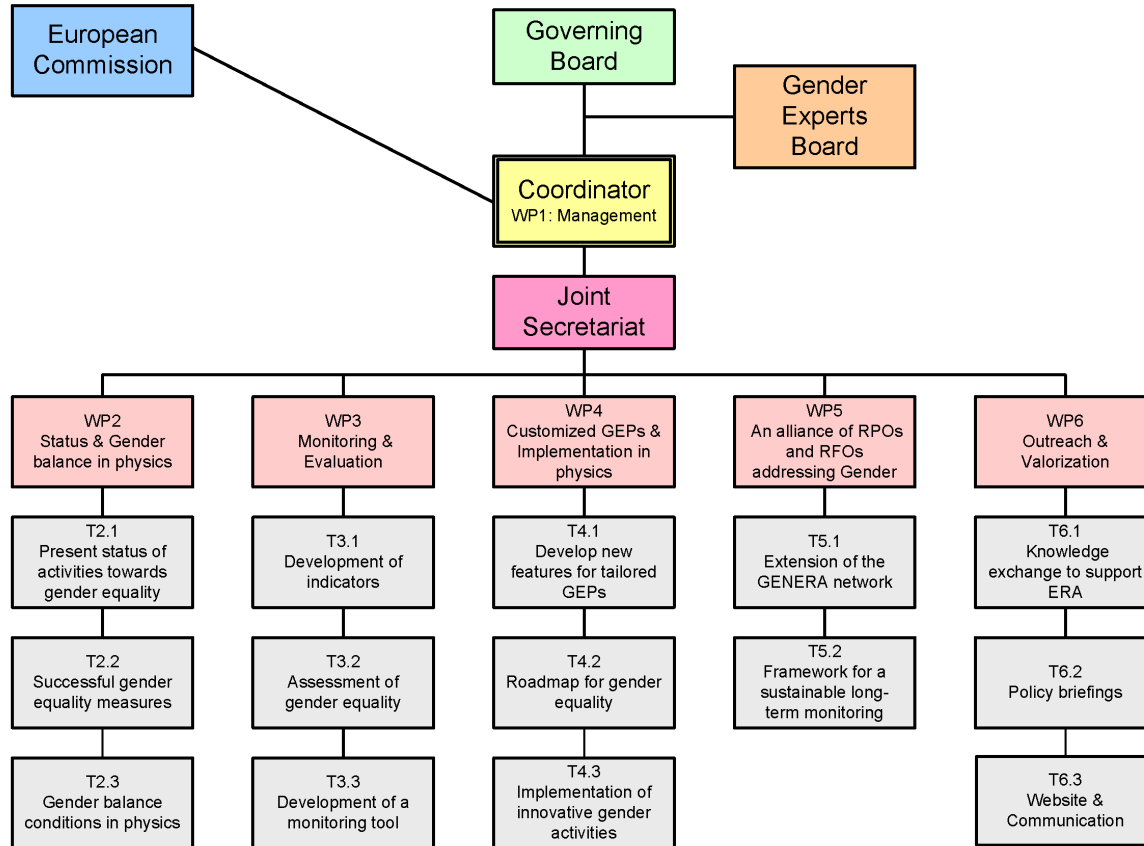 European
Commission
Governing
Board
Gender
Experts
Board
Coordinator
WP1: Management
Joint
Secretariat
WP2
Status & Gender
balance in physics
WP3
Monitoring &
Evaluation
WP4
Customized GEPs &
Implementation in
physics
WP5
An alliance of RPOs
and RFOs
addressing Gender
WP6
Outreach &
Valorization
T2.1
Present status of
activities towards
gender equality
T3.1
Development of
indicators
T4.1
Develop new
features for tailored
GEPs
T5.1
Extension of the
GENERA network
T6.1
Knowledge
exchange to support
ERA
T2.2
Successful gender
equality measures
T3.2
Assessment of
gender equality
T4.2
Roadmap for gender
equality
T5.2
Framework for a
sustainable long-
term monitoring
T6.2
Policy briefings
T2.3
Gender balance
conditions in physics
T3.3
Development of a
monitoring tool
T4.3
Implementation of
innovative gender
activities
T6.3
Website &
Communication